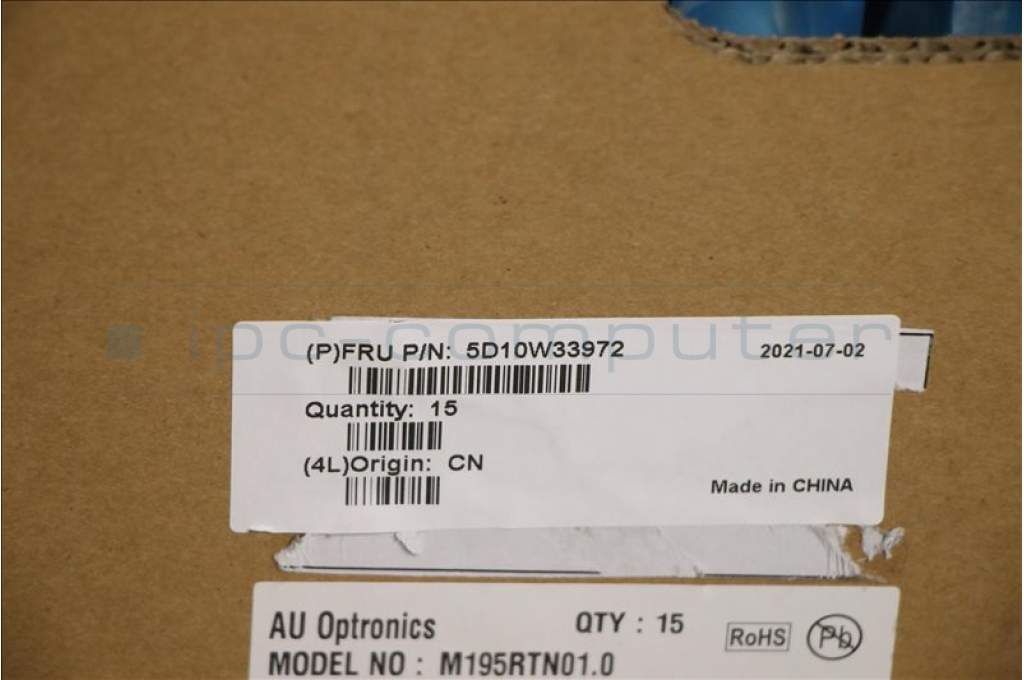 ipc-computer
(P)FRU P/N: 5D10W33972
2021-07-02
Quantity: 15
(4L)Origin: CN
Made in CHINA
AU Optronics
QTY : 15
RoHS
Pb
MODEL NO : M195RTN01.0